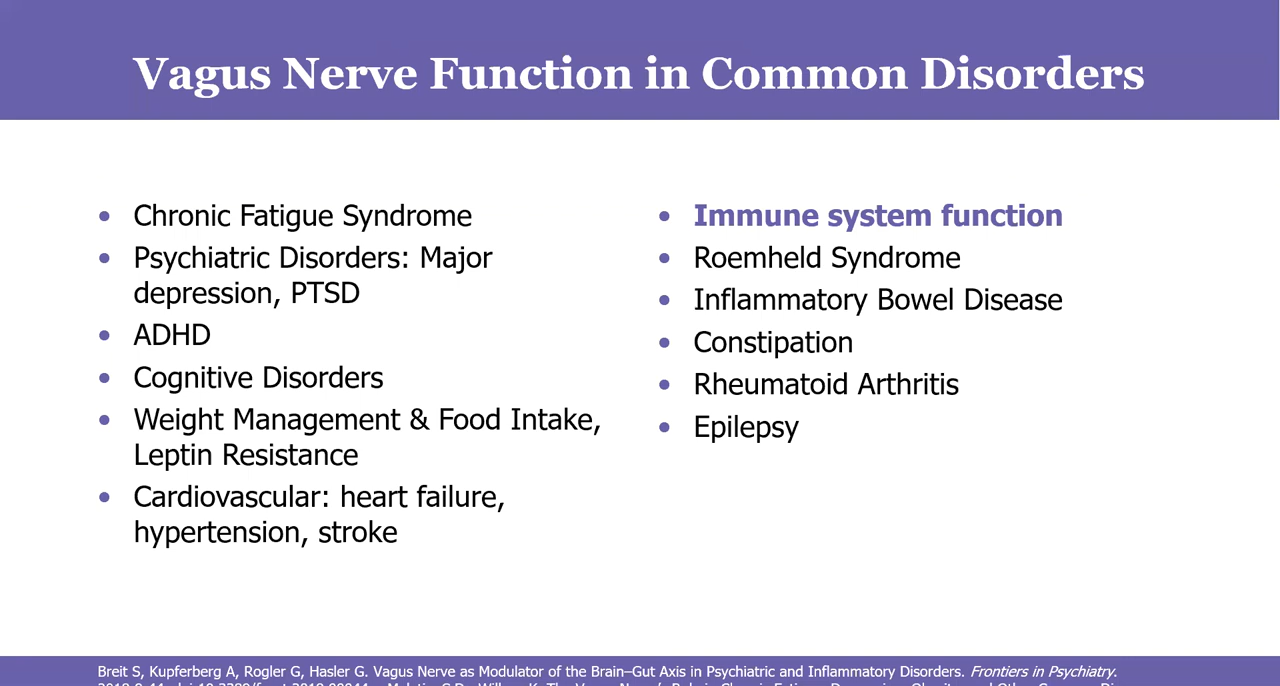 Vagus Nerve Function in Common Disorders
• Chronic Fatigue Syndrome
• Psychiatric Disorders: Major
depression, PTSD
• ADHD
• Cognitive Disorders
• Weight Management & Food Intake,
Leptin Resistance
• Cardiovascular: heart failure,
hypertension, stroke
• Immune system function
• Roemheld Syndrome
• Inflammatory Bowel Disease
• Constipation
• Rheumatoid Arthritis
• Epilepsy
Breit S, Kupferberg A, Rogler G, Hasler G. Vagus Nerve as Modulator of the Brain–Gut Axis in Psychiatric and Inflammatory Disorders. Frontiers in Psychiatry.